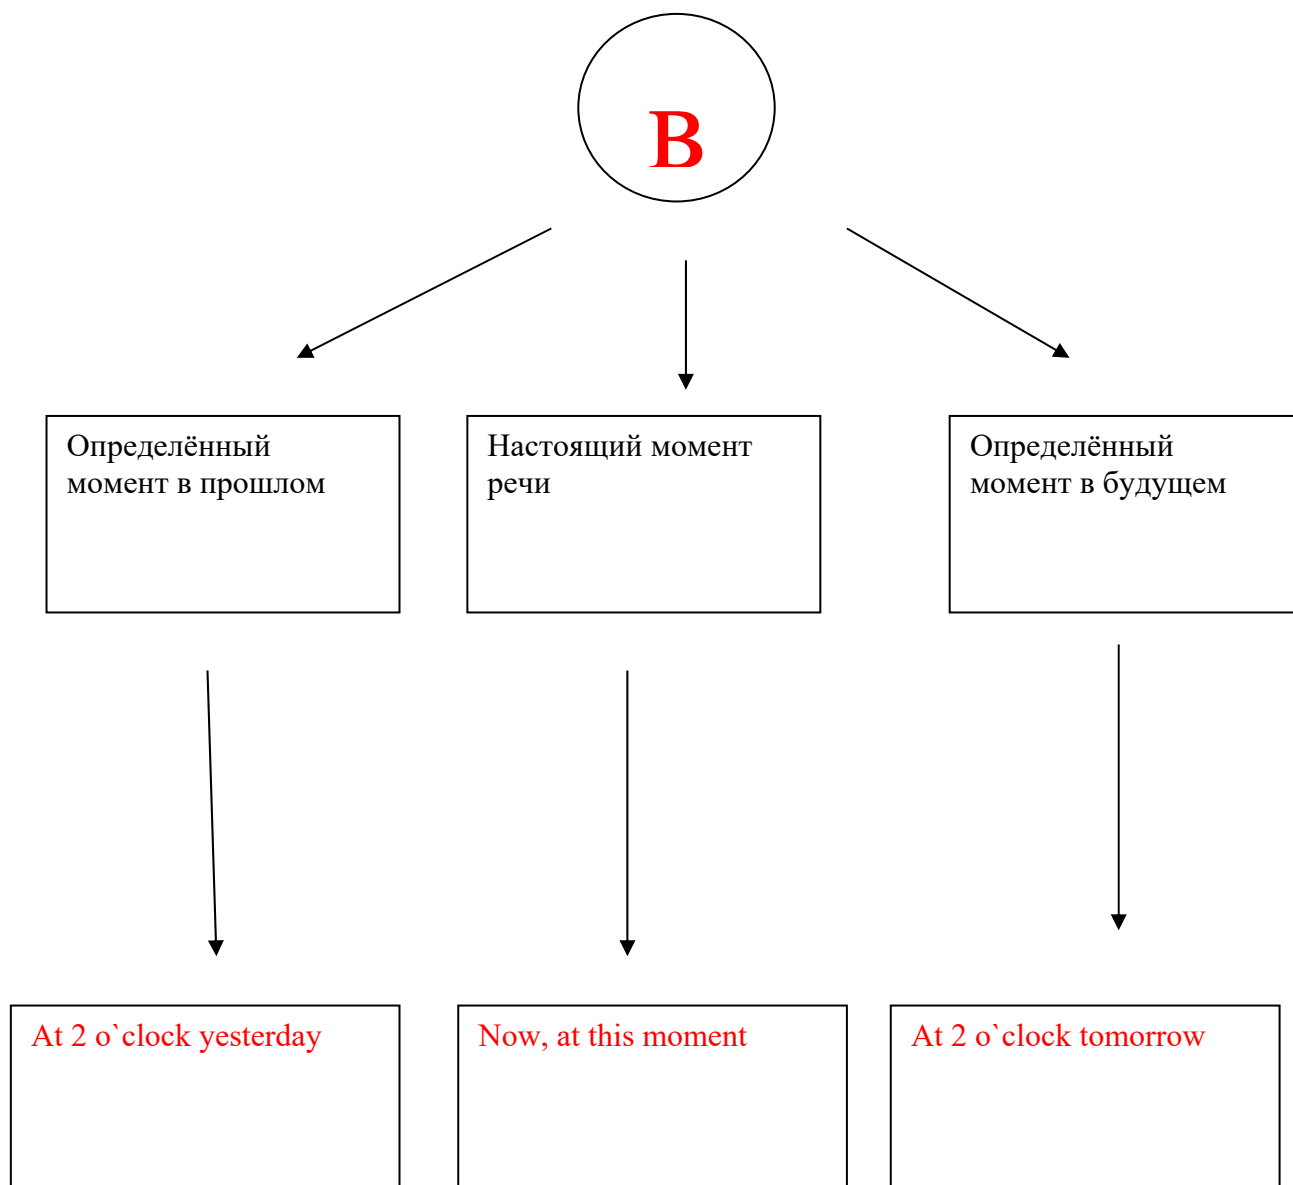 В
Определённый
момент в прошлом
Настоящий момент
речи
Определённый
момент в будущем
At 2 o`clock yesterday
Now, at this moment
At 2 o`clock tomorrow